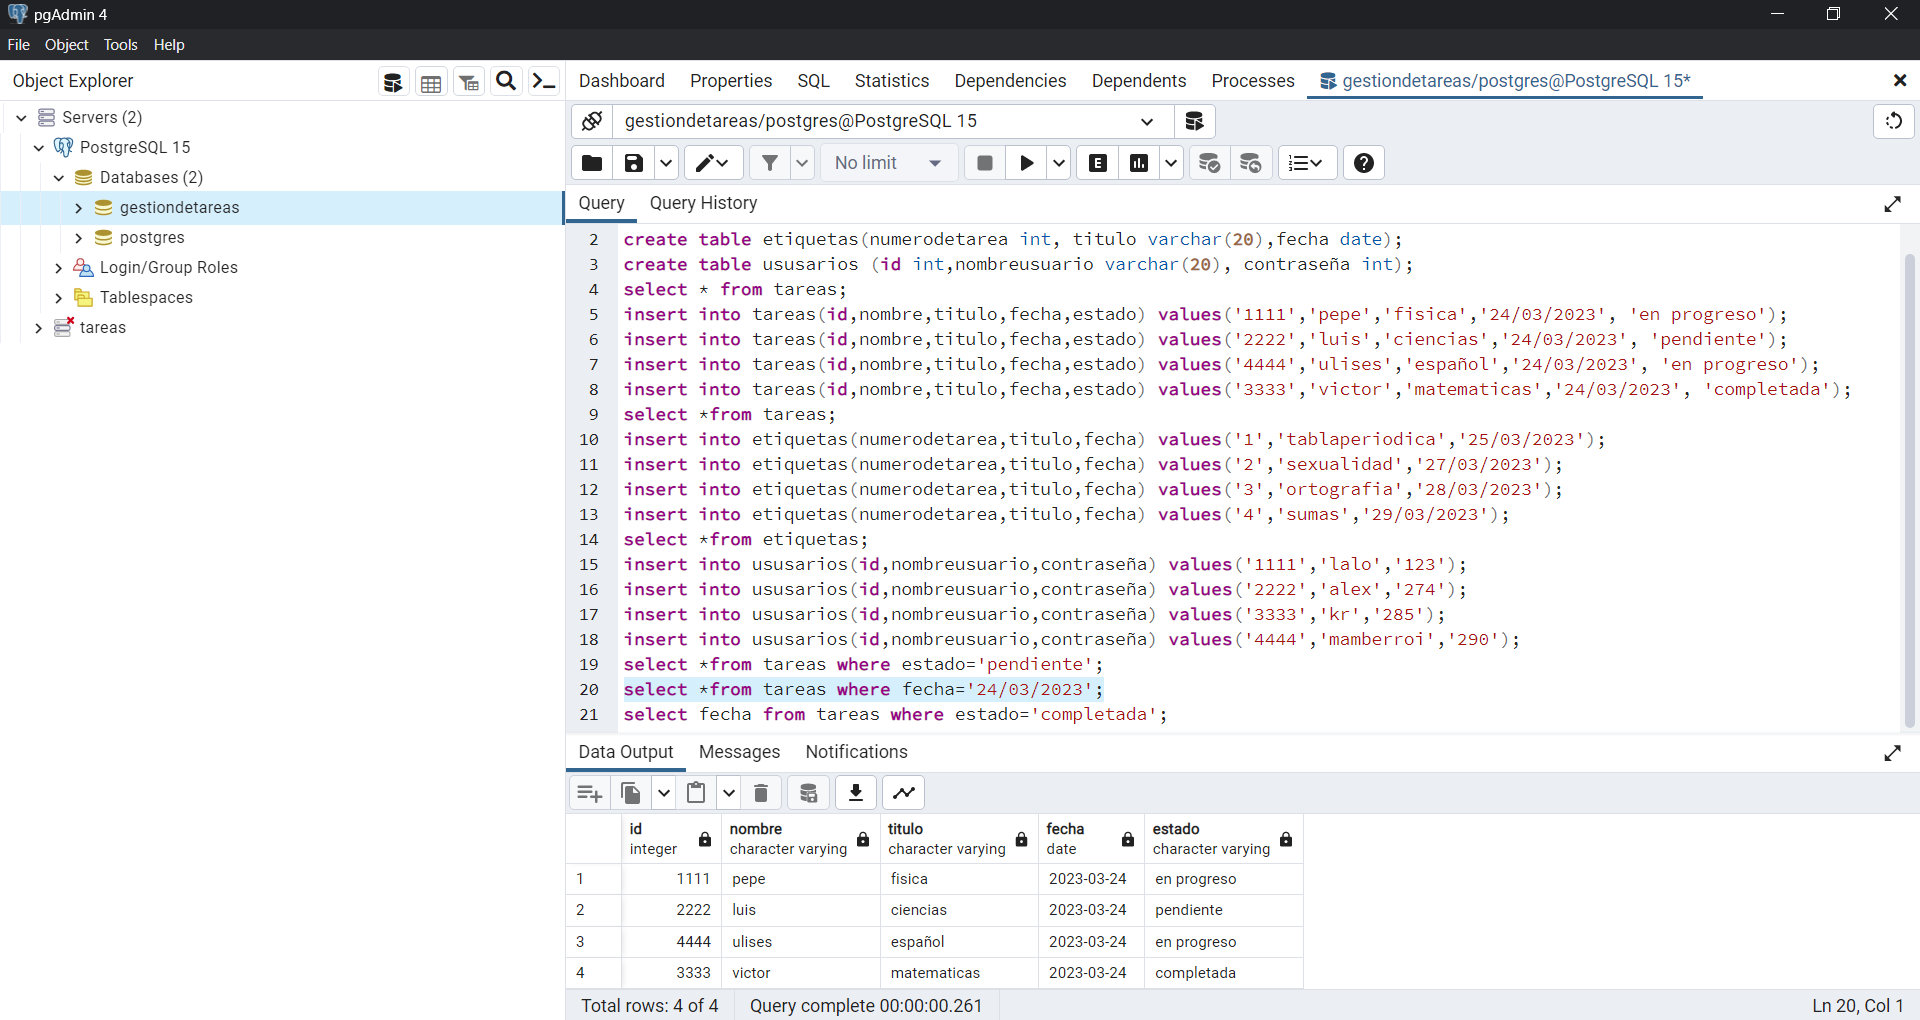 pgAdmin 4
File Object Tools Help
Object Explorer
Dashboard Properties SQL Statistics Dependencies Dependents Processes gestiondetareas/postgres@PostgreSQL 15*
Servers (2)
PostgreSQL 15
Databases (2)
gestiondetareas
postgres
Login/Group Roles
Tablespaces
tareas
gestiondetareas/postgres@PostgreSQL 15
No limit
E
Query Query History
2 create table etiquetas(numerodetarea int, titulo varchar(20),fecha date);
3 create table ususarios (id int,nombreusuario varchar(20), contraseña int);
4 select * from tareas;
5 insert into tareas(id,nombre,titulo,fecha,estado) values('1111','pepe','fisica','24/03/2023', 'en progreso');
6 insert into tareas(id,nombre,titulo,fecha,estado) values('2222','luis','ciencias','24/03/2023', 'pendiente');
7 insert into tareas(id,nombre,titulo,fecha,estado) values('4444','ulises','español','24/03/2023', 'en progreso');
8 insert into tareas(id,nombre,titulo,fecha,estado) values('3333','victor','matematicas','24/03/2023', 'completada');
9 select *from tareas;
10 insert into etiquetas(numerodetarea,titulo,fecha) values('1','tablaperiodica','25/03/2023');
11 insert into etiquetas(numerodetarea,titulo,fecha) values('2','sexualidad','27/03/2023');
12 insert into etiquetas(numerodetarea,titulo,fecha) values('3','ortografia','28/03/2023');
13 insert into etiquetas(numerodetarea,titulo,fecha) values('4','sumas','29/03/2023');
14 select *from etiquetas;
15 insert into ususarios(id,nombreusuario,contraseña) values('1111','lalo','123');
16 insert into ususarios(id,nombreusuario,contraseña) values('2222','alex','274');
17 insert into ususarios(id,nombreusuario,contraseña) values('3333','kr','285');
18 insert into ususarios(id,nombreusuario,contraseña) values('4444','mamberroi','290');
19 select *from tareas where estado='pendiente';
20 select *from tareas where fecha='24/03/2023';
21 select fecha from tareas where estado='completada';
Data Output Messages Notifications
id nombre titulo fecha estado
integer character varying character varying date character varying
1 1111 pepe fisica 2023-03-24 en progreso
2 2222 luis ciencias 2023-03-24 pendiente
3 4444 ulises español 2023-03-24 en progreso
4 3333 victor matematicas 2023-03-24 completada
Total rows: 4 of 4 Query complete 00:00:00.261 Ln 20, Col 1